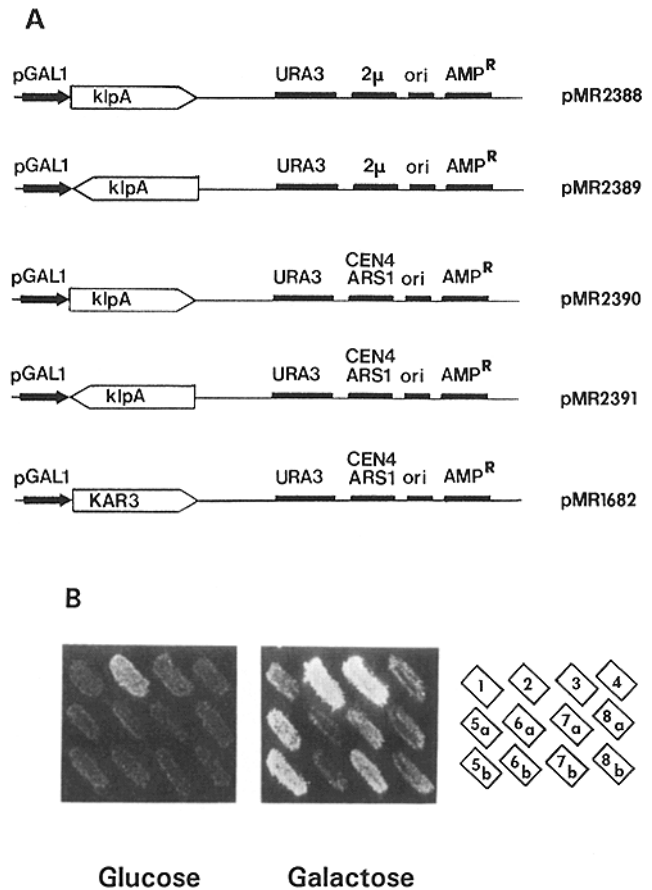 A
pGAL1 klpA URA3 2µ ori AMPR pMR2388
pGAL1 klpA URA3 2µ ori AMPR pMR2389
CEN4
pGAL1 klpA URA3 ARS1 ori AMPR pMR2390
CEN4
pGAL1 klpA URA3 ARS1 ori AMPR pMR2391
CEN4
pGAL1 KAR3 URA3 ARS1 ori AMPR pMR1682
B
1 2 3 4
5a 6a 7a 8a
5b 6b 7b 8b
Glucose Galactose